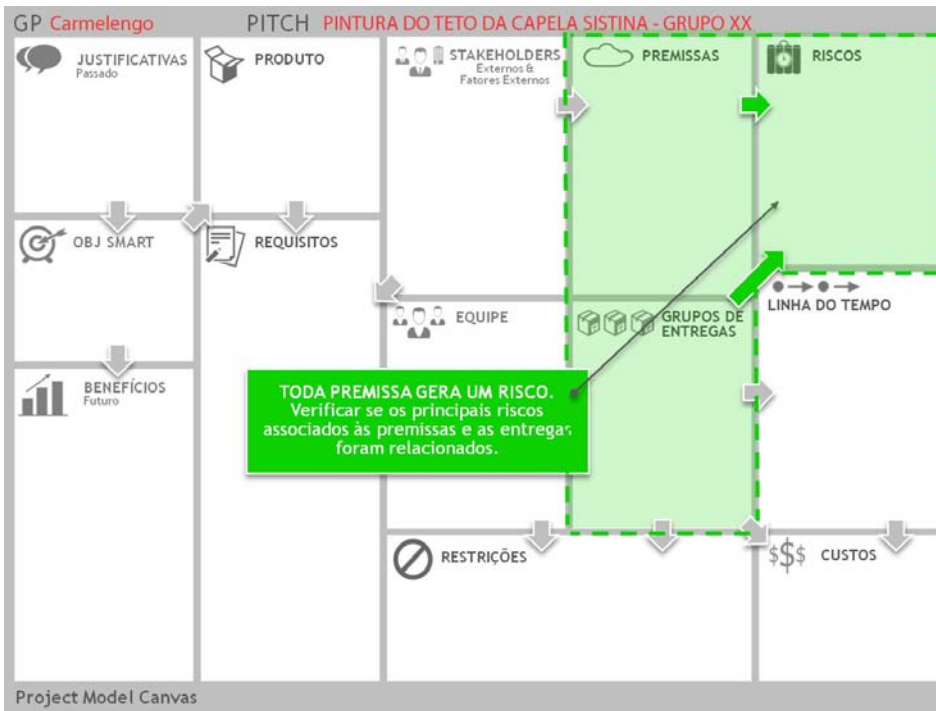 GP Carmelengo
PITCH PINTURA DO TETO DA CAPELA SISTINA - GRUPO XX
JUSTIFICATIVAS
Passado
PRODUTO
STAKEHOLDERS
Externos &
Fatores Externos
PREMISSAS
RISCOS
OBJ SMART
REQUISITOS
EQUIPE
GRUPOS DE
ENTREGAS
LINHA DO TEMPO
BENEFÍCIOS
Futuro
TODA PREMISSA GERA UM RISCO.
Verificar se os principais riscos
associados às premissas e as entregas
foram relacionados.
RESTRIÇÕES
$$$ CUSTOS
Project Model Canvas